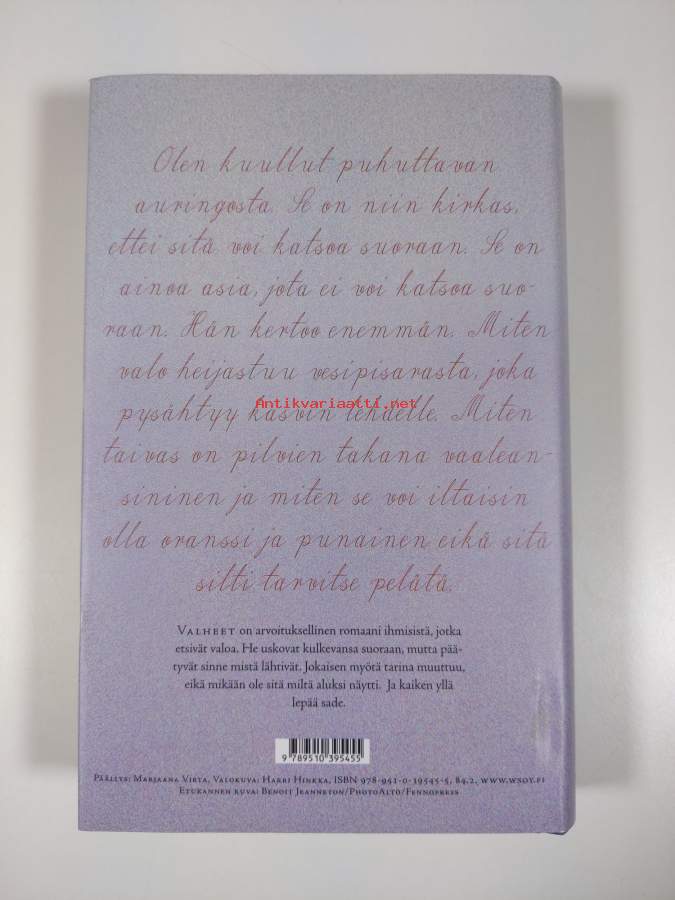 Olen kuullut puhuttavan
auringosta. Se on niin kirkas,
ettei sitä voi katsoa suoraan. Se on
ainoa asia, jota ei voi katsoa suo-
raan. Hän kertoo enemmän. Miten
valo heijastuu vesipisarasta, joka
pysähtyy kasvin lehdelle. Miten
Antikvariaatti.net
taivas on pilvien takana vaalean-
sininen ja miten se voi iltaisin
olla oranssi ja punainen eikä sitä
silti tarvitse pelätä.
Valheet on arvoituksellinen romaani ihmisistä, jotka
etsivät valoa. He uskovat kulkevansa suoraan, mutta pää-
tyvät sinne mistä lähtivät. Jokaisen myötä tarina muuttuu,
eikä mikään ole sitä miltä aluksi näytti. Ja kaiken yllä
lepää sade.
9 789510 395455
Päällys: Marjaana Virta, Valokuva: Harri Hinkka, ISBN 978-951-0-39545-5, 84.2, www.wsoy.fi
Etukannen kuva: Benoit Jeanneton/PhotoAlto/Fennopress